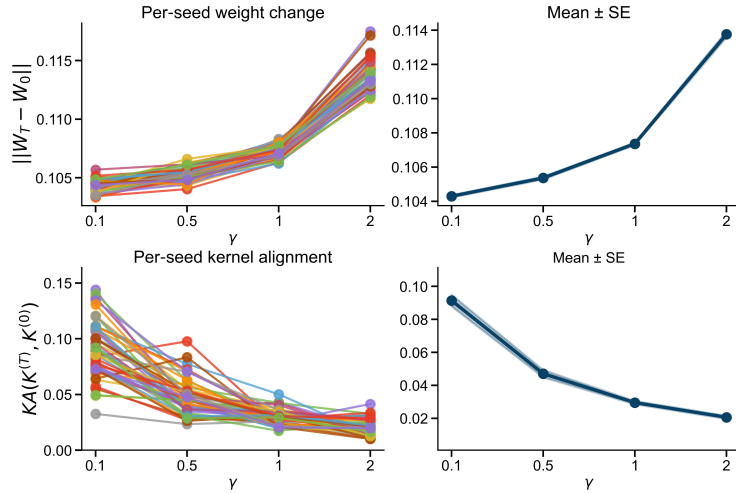 Per-seed weight change
||W_T − W_0||
0.115
0.110
0.105
0.1 0.5 1 2
γ
Mean ± SE
0.114
0.112
0.110
0.108
0.106
0.104
0.1 0.5 1 2
γ
Per-seed kernel alignment
KA(K^(T), K^(0))
0.15
0.10
0.05
0.00
0.1 0.5 1 2
γ
Mean ± SE
0.10
0.08
0.06
0.04
0.02
0.1 0.5 1 2
γ